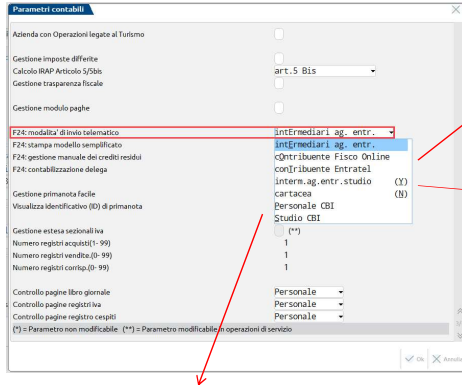 Parametri contabili
Azienda con Operazioni legate al Turismo
Gestione imposte differite
Calcolo IRAP Articolo 5/5bis art.5 Bis
Gestione trasparenza fiscale
Gestione modulo paghe
F24: modalita' di invio telematico intErmediari ag. entr.
F24: stampa modello semplificato intErmediari ag. entr.
F24: gestione manuale dei crediti residui cOntribuente Fisco Online
F24: contabilizzazione delega conTribuente Entratel
interm.ag.entr.studio (Y)
Gestione primanota facile cartacea (N)
Visualizza identificativo (ID) di primanota Personale CBI
Studio CBI
Gestione estesa sezionali iva (**)
Numero registri acquisti(1- 99) 1
Numero registri vendite.(0- 99) 1
Numero registri corrisp.(0- 99) 1
Controllo pagine libro giornale Personale
Controllo pagine registri iva Personale
Controllo pagine registro cespiti Personale
(*) = Parametro non modificabile (**) = Parametro modificabile in operazioni di servizio
Ok